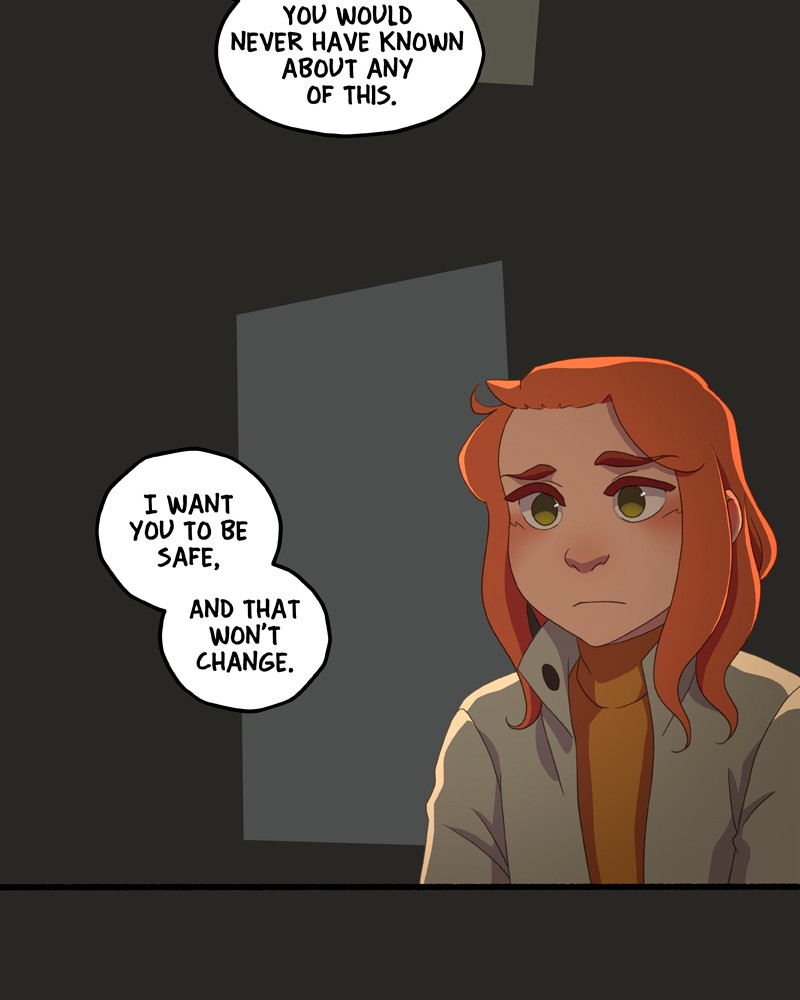 YOU WOULD
NEVER HAVE KNOWN
ABOUT ANY
OF THIS.
I WANT
YOU TO BE
SAFE,
AND THAT
WON'T
CHANGE.